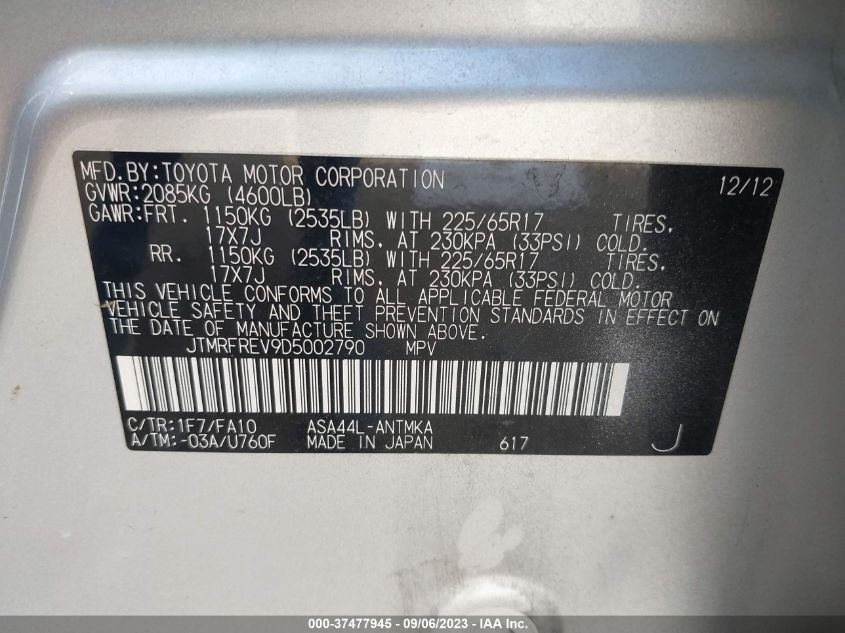 MFD.BY:TOYOTA MOTOR CORPORATION 12/12
GVWR:2085KG (4600LB)
GAWR:FRT. 1150KG (2535LB) WITH 225/65R17 TIRES,
17X7J RIMS, AT 230KPA (33PSI) COLD.
RR. 1150KG (2535LB) WITH 225/65R17 TIRES,
17X7J RIMS, AT 230KPA (33PSI) COLD.
THIS VEHICLE CONFORMS TO ALL APPLICABLE FEDERAL MOTOR
VEHICLE SAFETY AND THEFT PREVENTION STANDARDS IN EFFECT ON
THE DATE OF MANUFACTURE SHOWN ABOVE.
JTMRFREV9D5002790 MPV
C/TR:1F7/FA10 ASA44L-ANTMKA
A/TM:-03A/U760F MADE IN JAPAN 617 J
000-37477945 - 09/06/2023 - IAA Inc.